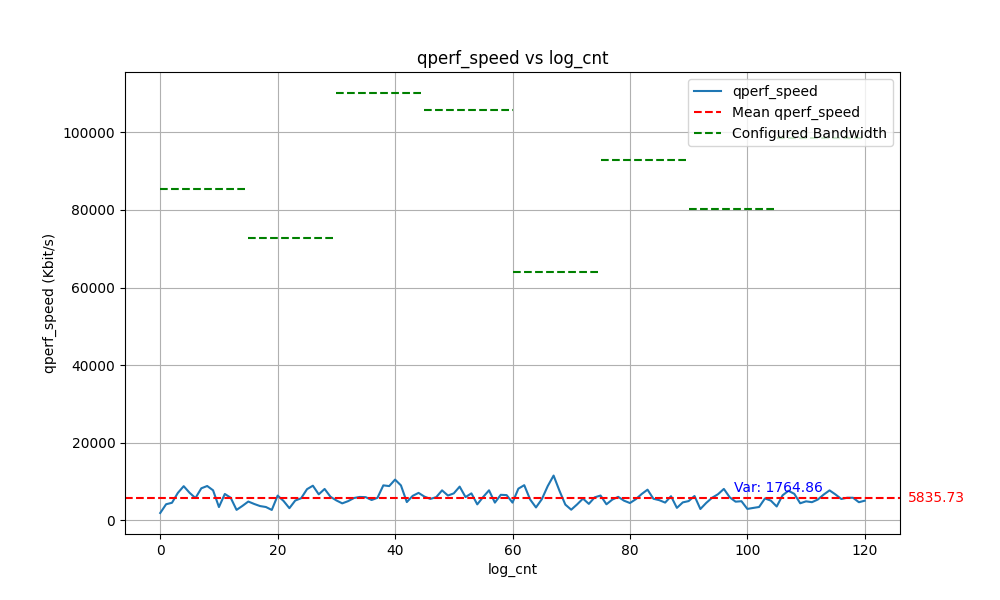 qperf_speed vs log_cnt
qperf_speed
Mean qperf_speed
Configured Bandwidth
100000
80000
60000
40000
20000
0
qperf_speed (Kbit/s)
Var: 1764.86
5835.73
0 20 40 60 80 100 120
log_cnt